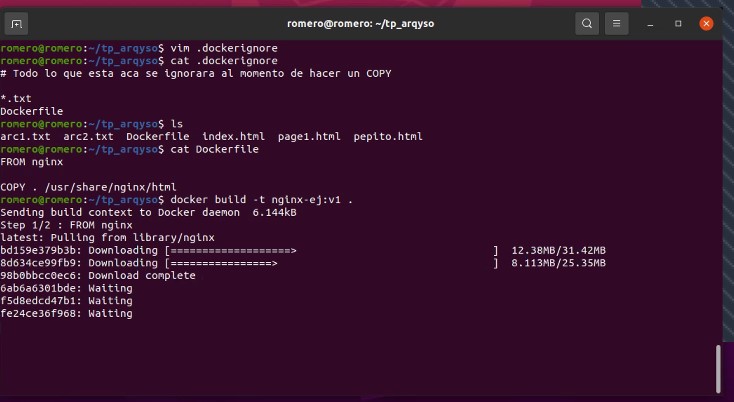 romero@romero: ~/tp_arqyso
romero@romero:~/tp_arqyso$ vim .dockerignore
romero@romero:~/tp_arqyso$ cat .dockerignore
# Todo lo que esta aca se ignorara al momento de hacer un COPY
*.txt
Dockerfile
romero@romero:~/tp_arqyso$ ls
arc1.txt  arc2.txt  Dockerfile  index.html  page1.html  pepito.html
romero@romero:~/tp_arqyso$ cat Dockerfile
FROM nginx
COPY . /usr/share/nginx/html
romero@romero:~/tp_arqyso$ docker build -t nginx-ej:v1 .
Sending build context to Docker daemon  6.144kB
Step 1/2 : FROM nginx
latest: Pulling from library/nginx
bd159e379b3b: Downloading [===================>                               ]  12.38MB/31.42MB
8d634ce99fb9: Downloading [================>                                  ]  8.113MB/25.35MB
98b0bbcc0ec6: Download complete
6ab6a6301bde: Waiting
f5d8edcd47b1: Waiting
fe24ce36f968: Waiting